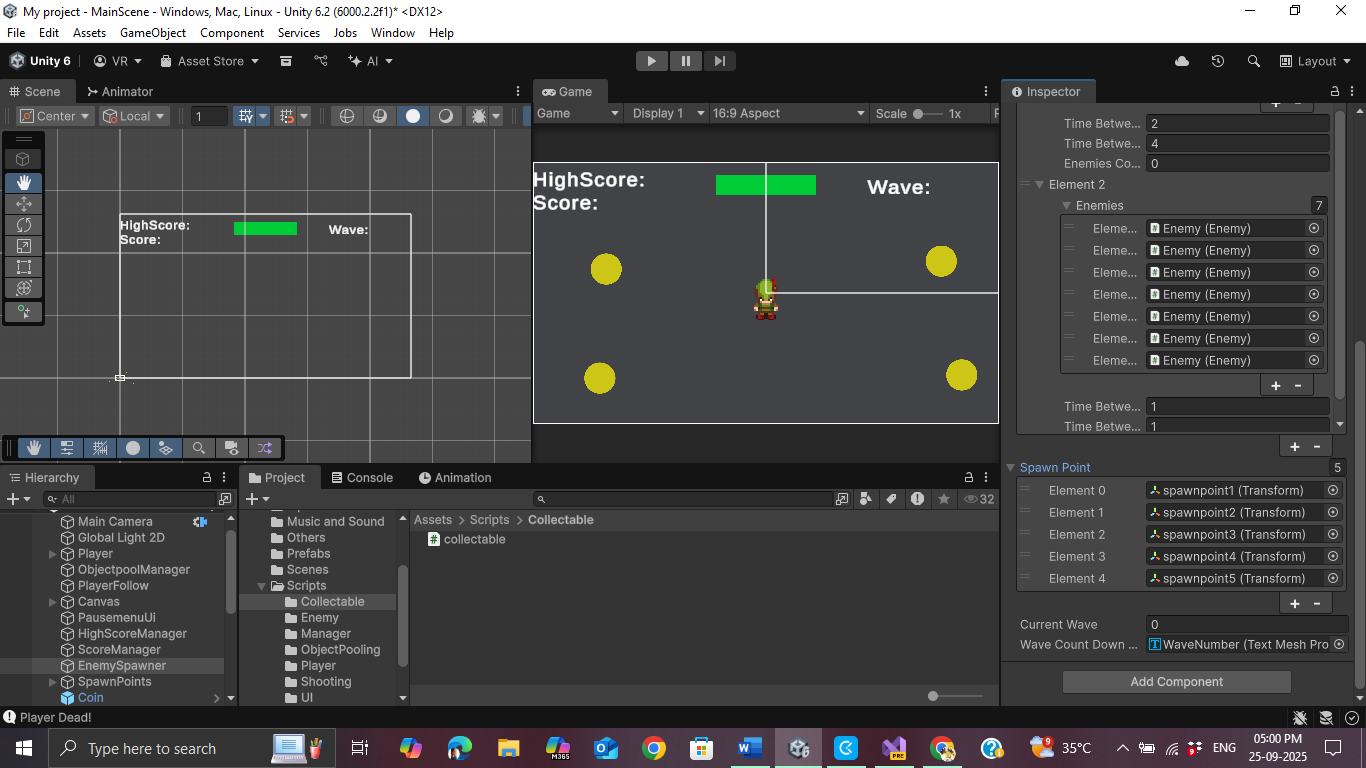 My project - MainScene - Windows, Mac, Linux - Unity 6.2 (6000.2.2f1)* <DX12>
File Edit Assets GameObject Component Services Jobs Window Help
Unity 6 VR Asset Store AI Layout
Scene Animator
Center Local 1
HighScore:
Score:
Wave:
Game
Game Display 1 16:9 Aspect Scale 1x
HighScore:
Score:
Wave:
Inspector
Time Betwe... 2
Time Betwe... 4
Enemies Co... 0
Element 2
Enemies 7
Eleme... # Enemy (Enemy)
Eleme... # Enemy (Enemy)
Eleme... # Enemy (Enemy)
Eleme... # Enemy (Enemy)
Eleme... # Enemy (Enemy)
Eleme... # Enemy (Enemy)
Eleme... # Enemy (Enemy)
+ -
Time Betwe... 1
Time Betwe... 1
+ -
Spawn Point 5
Element 0 spawnpoint1 (Transform)
Element 1 spawnpoint2 (Transform)
Element 2 spawnpoint3 (Transform)
Element 3 spawnpoint4 (Transform)
Element 4 spawnpoint5 (Transform)
+ -
Current Wave 0
Wave Count Down ... WaveNumber (Text Mesh Pro
Add Component
Hierarchy
All
Main Camera
Global Light 2D
Player
ObjectpoolManager
PlayerFollow
Canvas
PausemenuUi
HighScoreManager
ScoreManager
EnemySpawner
SpawnPoints
Coin
Project Console Animation
32
Music and Sound
Others
Prefabs
Scenes
Scripts
Collectable
Enemy
Manager
ObjectPooling
Player
Shooting
UI
Assets > Scripts > Collectable
# collectable
Player Dead!
Type here to search
M365
PRE
9
35°C
ENG
05:00 PM
25-09-2025